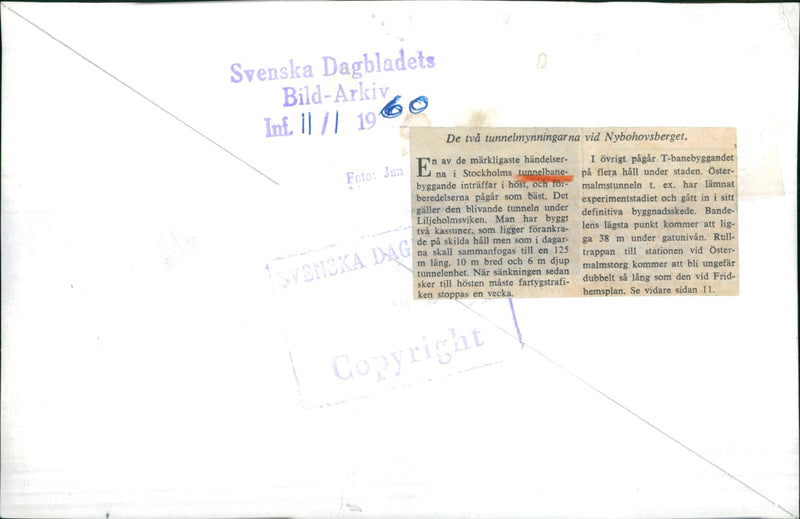 Svenska Dagbladets
Bild-Arkiv
Inf. 11/1 1960
Foto: Jan
SVENSKA DAG
Copyright
De två tunnelmynningarna vid Nybohovsberget.
En av de märkligaste händelser-
na i Stockholms tunnelbane-
byggande inträffar i höst, och för-
beredelserna pågår som bäst. Det
gäller den blivande tunneln under
Liljeholmsviken. Man har byggt
två kassuner, som ligger förankra-
de på skilda håll men som i dagar-
na skall sammanfogas till en 125
m lång, 10 m bred och 6 m djup
tunnelenhet. När sänkningen sedan
sker till hösten måste fartygstrafi-
ken stoppas en vecka.
I övrigt pågår T-banebyggandet
på flera håll under staden. Öster-
malmstunneln t. ex. har lämnat
experimentstadiet och gått in i sitt
definitiva byggnadsskede. Bande-
lens lägsta punkt kommer att lig-
ga 38 m under gatunivån. Rull-
trappan till stationen vid Öster-
malmstorg kommer att bli ungefär
dubbelt så lång som den vid Frid-
hemsplan. Se vidare sidan 11.